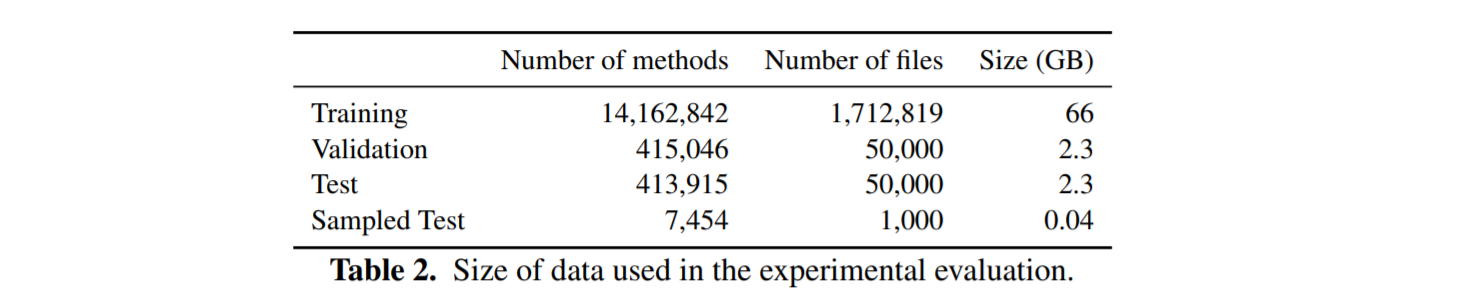 Number of methods Number of files Size (GB)
Training 14,162,842 1,712,819 66
Validation 415,046 50,000 2.3
Test 413,915 50,000 2.3
Sampled Test 7,454 1,000 0.04
Table 2. Size of data used in the experimental evaluation.